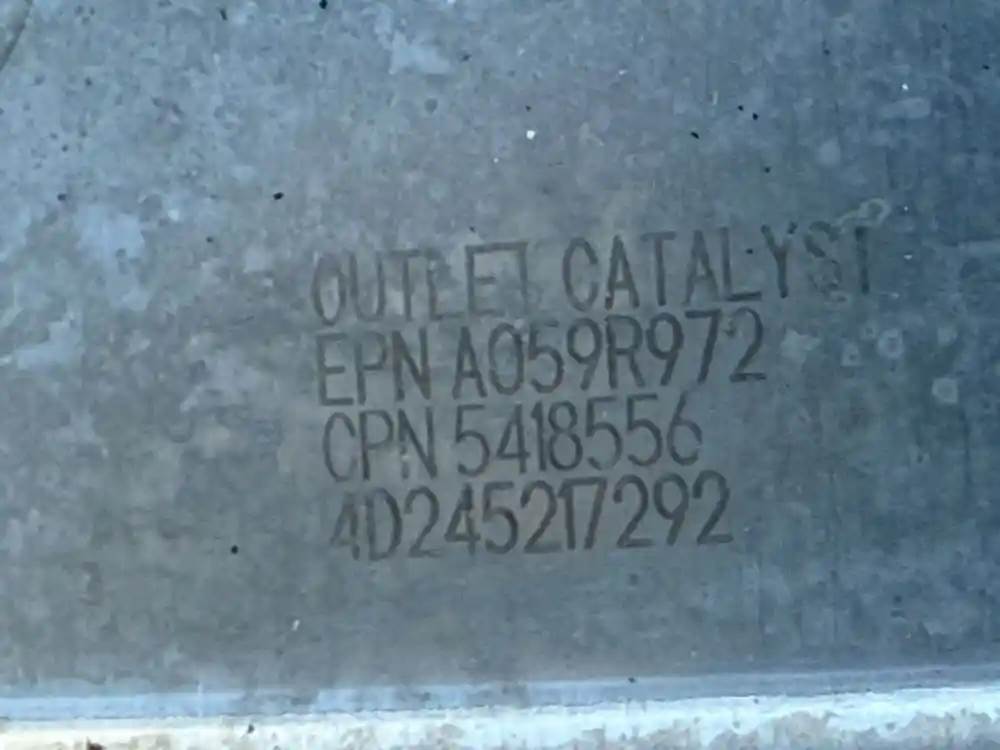 OUTLET CATALYST
EPN A059R972
CPN 5418556
4D245217292